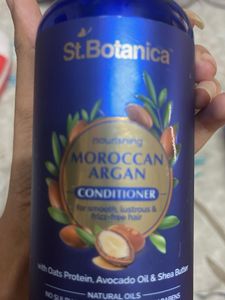 St.Botanica
nourishing
MOROCCAN
ARGAN
CONDITIONER
for smooth, lustrous &
frizz-free hair
with Oats Protein, Avocado Oil & Shea Butter
NATURAL OILS